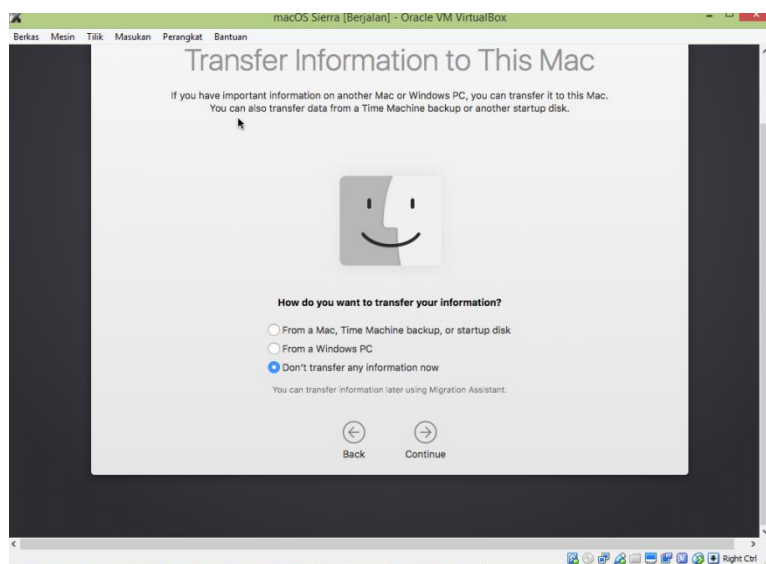 macOS Sierra [Berjalan] - Oracle VM VirtualBox
Berkas Mesin Tilik Masukan Perangkat Bantuan
Transfer Information to This Mac
If you have important information on another Mac or Windows PC, you can transfer it to this Mac.
You can also transfer data from a Time Machine backup or another startup disk.
How do you want to transfer your information?
From a Mac, Time Machine backup, or startup disk
From a Windows PC
Don't transfer any information now
You can transfer information later using Migration Assistant.
Back Continue
Right Ctrl